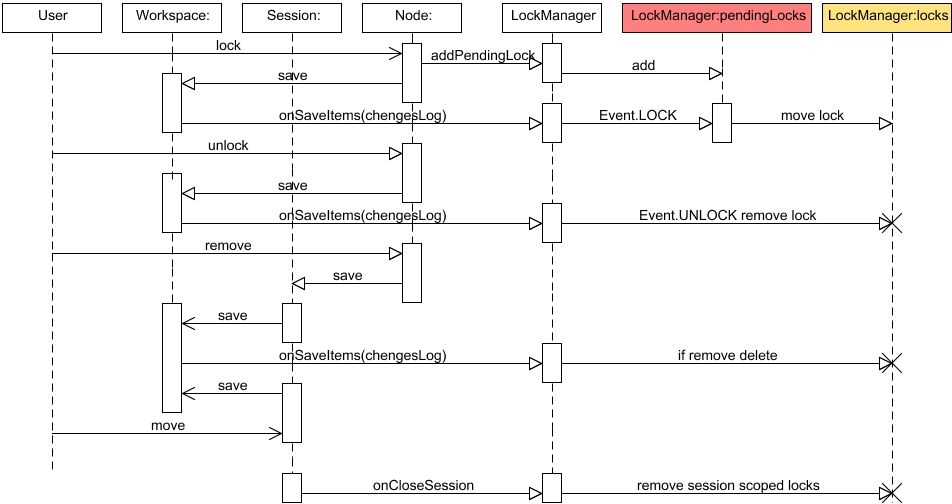 User
Workspace:
Session:
Node:
LockManager
LockManager:pendingLocks
LockManager:locks
lock
addPendingLock
add
save
onSaveItems(chengesLog)
Event.LOCK
move lock
unlock
save
onSaveItems(chengesLog)
Event.UNLOCK remove lock
remove
save
save
onSaveItems(chengesLog)
if remove delete
save
move
onCloseSession
remove session scoped locks